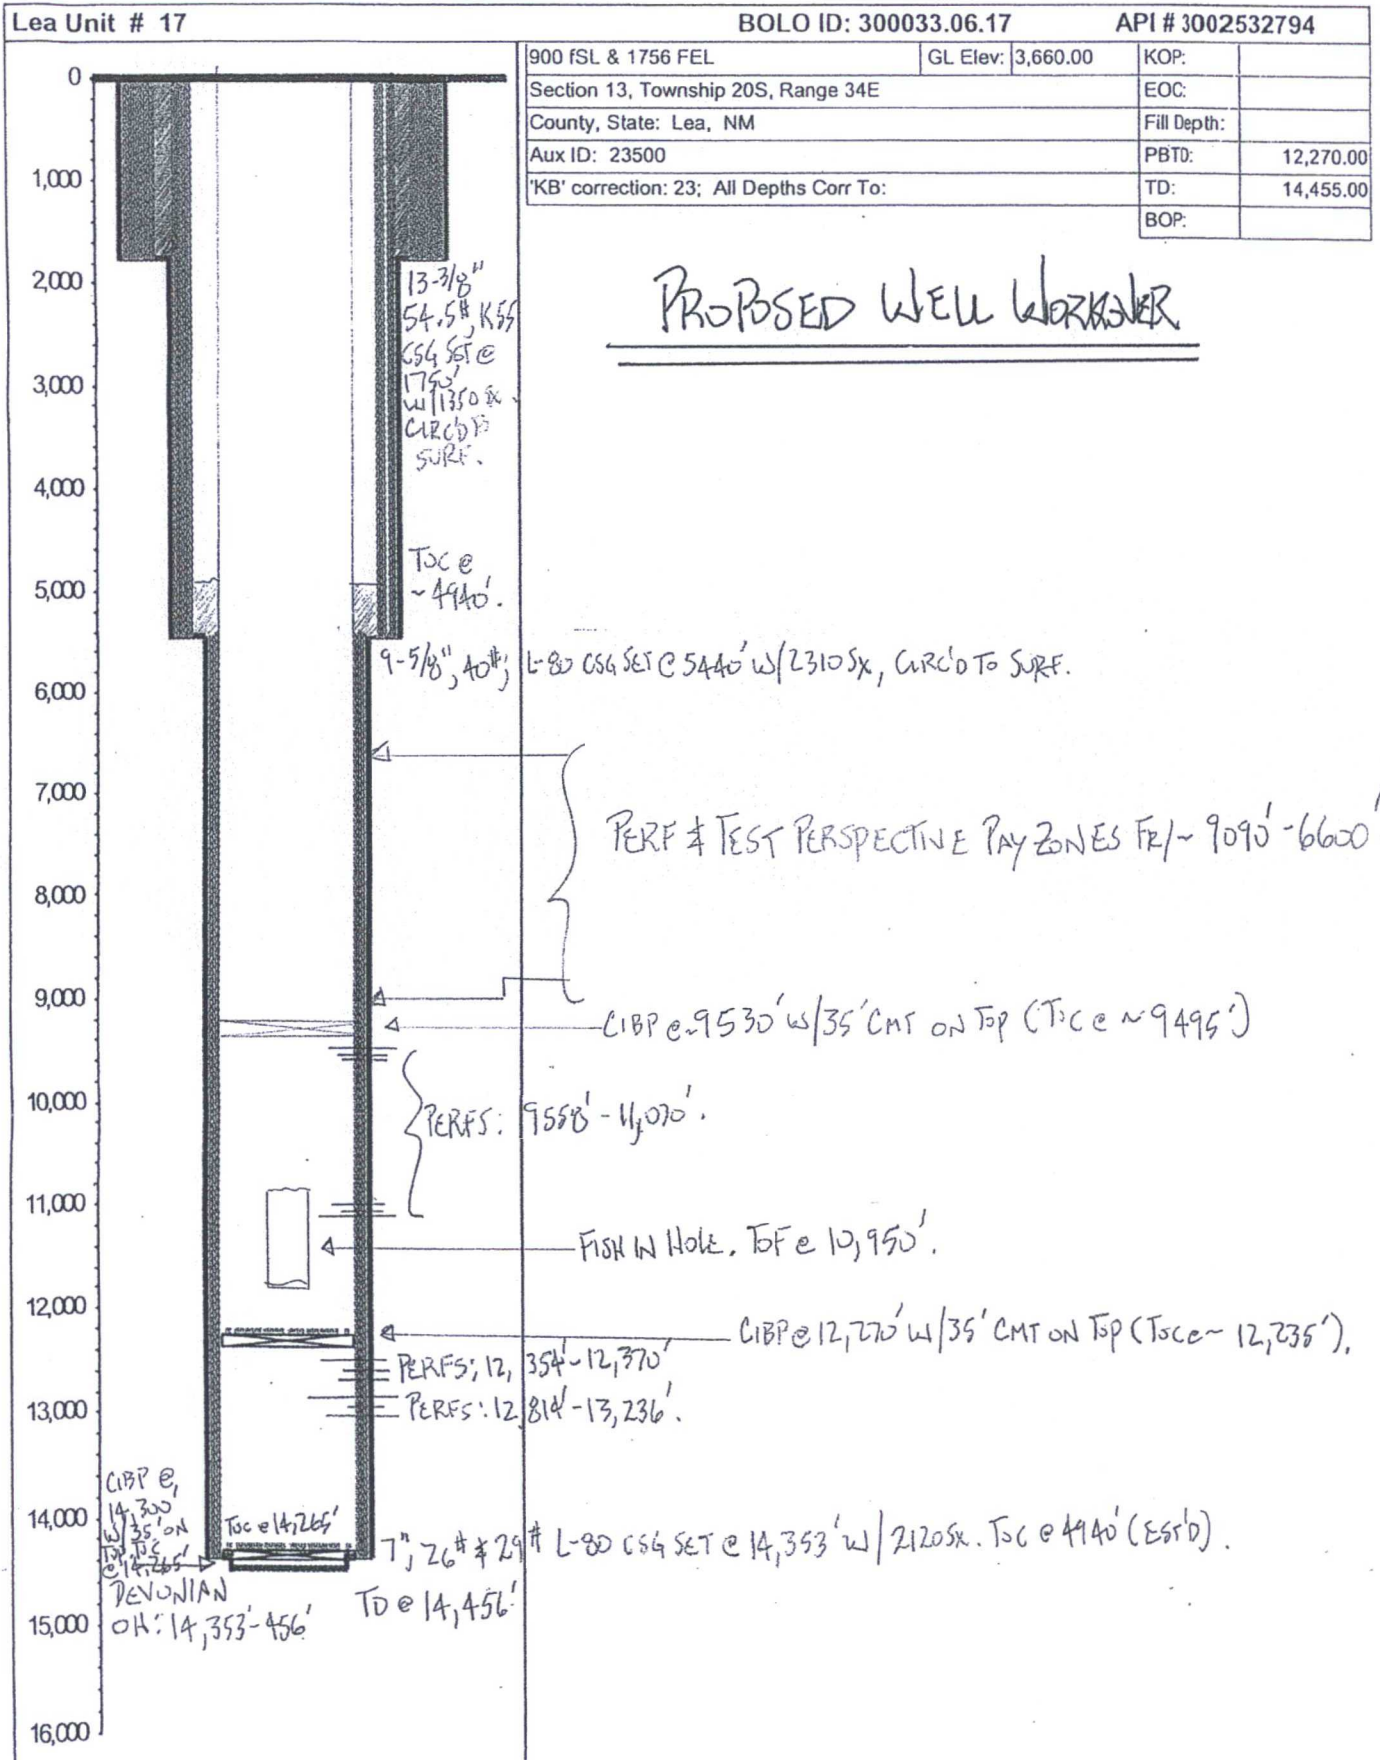 Lea Unit # 17 BOLO ID: 300033.06.17 API # 3002532794
900 fSL & 1756 FEL GL Elev: 3,660.00 KOP:
Section 13, Township 20S, Range 34E EOC:
County, State: Lea, NM Fill Depth:
Aux ID: 23500 PBTD: 12,270.00
'KB' correction: 23; All Depths Corr To: TD: 14,455.00
BOP:
PROPOSED WELL WORKOVER
0
1,000
2,000
3,000
4,000
5,000
6,000
7,000
8,000
9,000
10,000
11,000
12,000
13,000
14,000
15,000
16,000
13-3/8"
54.5#, K55
CSG SET @
1750'
W/1350 SX.
CIRC'D TO
SURF.
TOC @
~4940'.
9-5/8", 40#, L-80 CSG SET @ 5440' W/2310 SX, CIRC'D TO SURF.
PERF & TEST PERSPECTIVE PAY ZONES FR/~ 9090'-6600'
CIBP @ ~9530' W/35' CMT ON TOP (TOC @ ~ 9495')
PERFS: 9558'-11,070'.
FISH IN HOLE. TOF @ 10,950'.
CIBP @ 12,270' W/35' CMT ON TOP (TOC @ ~ 12,235').
PERFS: 12,354'-12,370'
PERFS: 12,814'-13,236'.
CIBP @
14,300'
W/35' ON
TOP, TOC
@ 14,265'
TOC @ 14,265'
7", 26# & 29# L-80 CSG SET @ 14,353' W/2120 SX. TOC @ 4940' (EST'D).
DEVONIAN
OH: 14,353'-456'
TD @ 14,456'